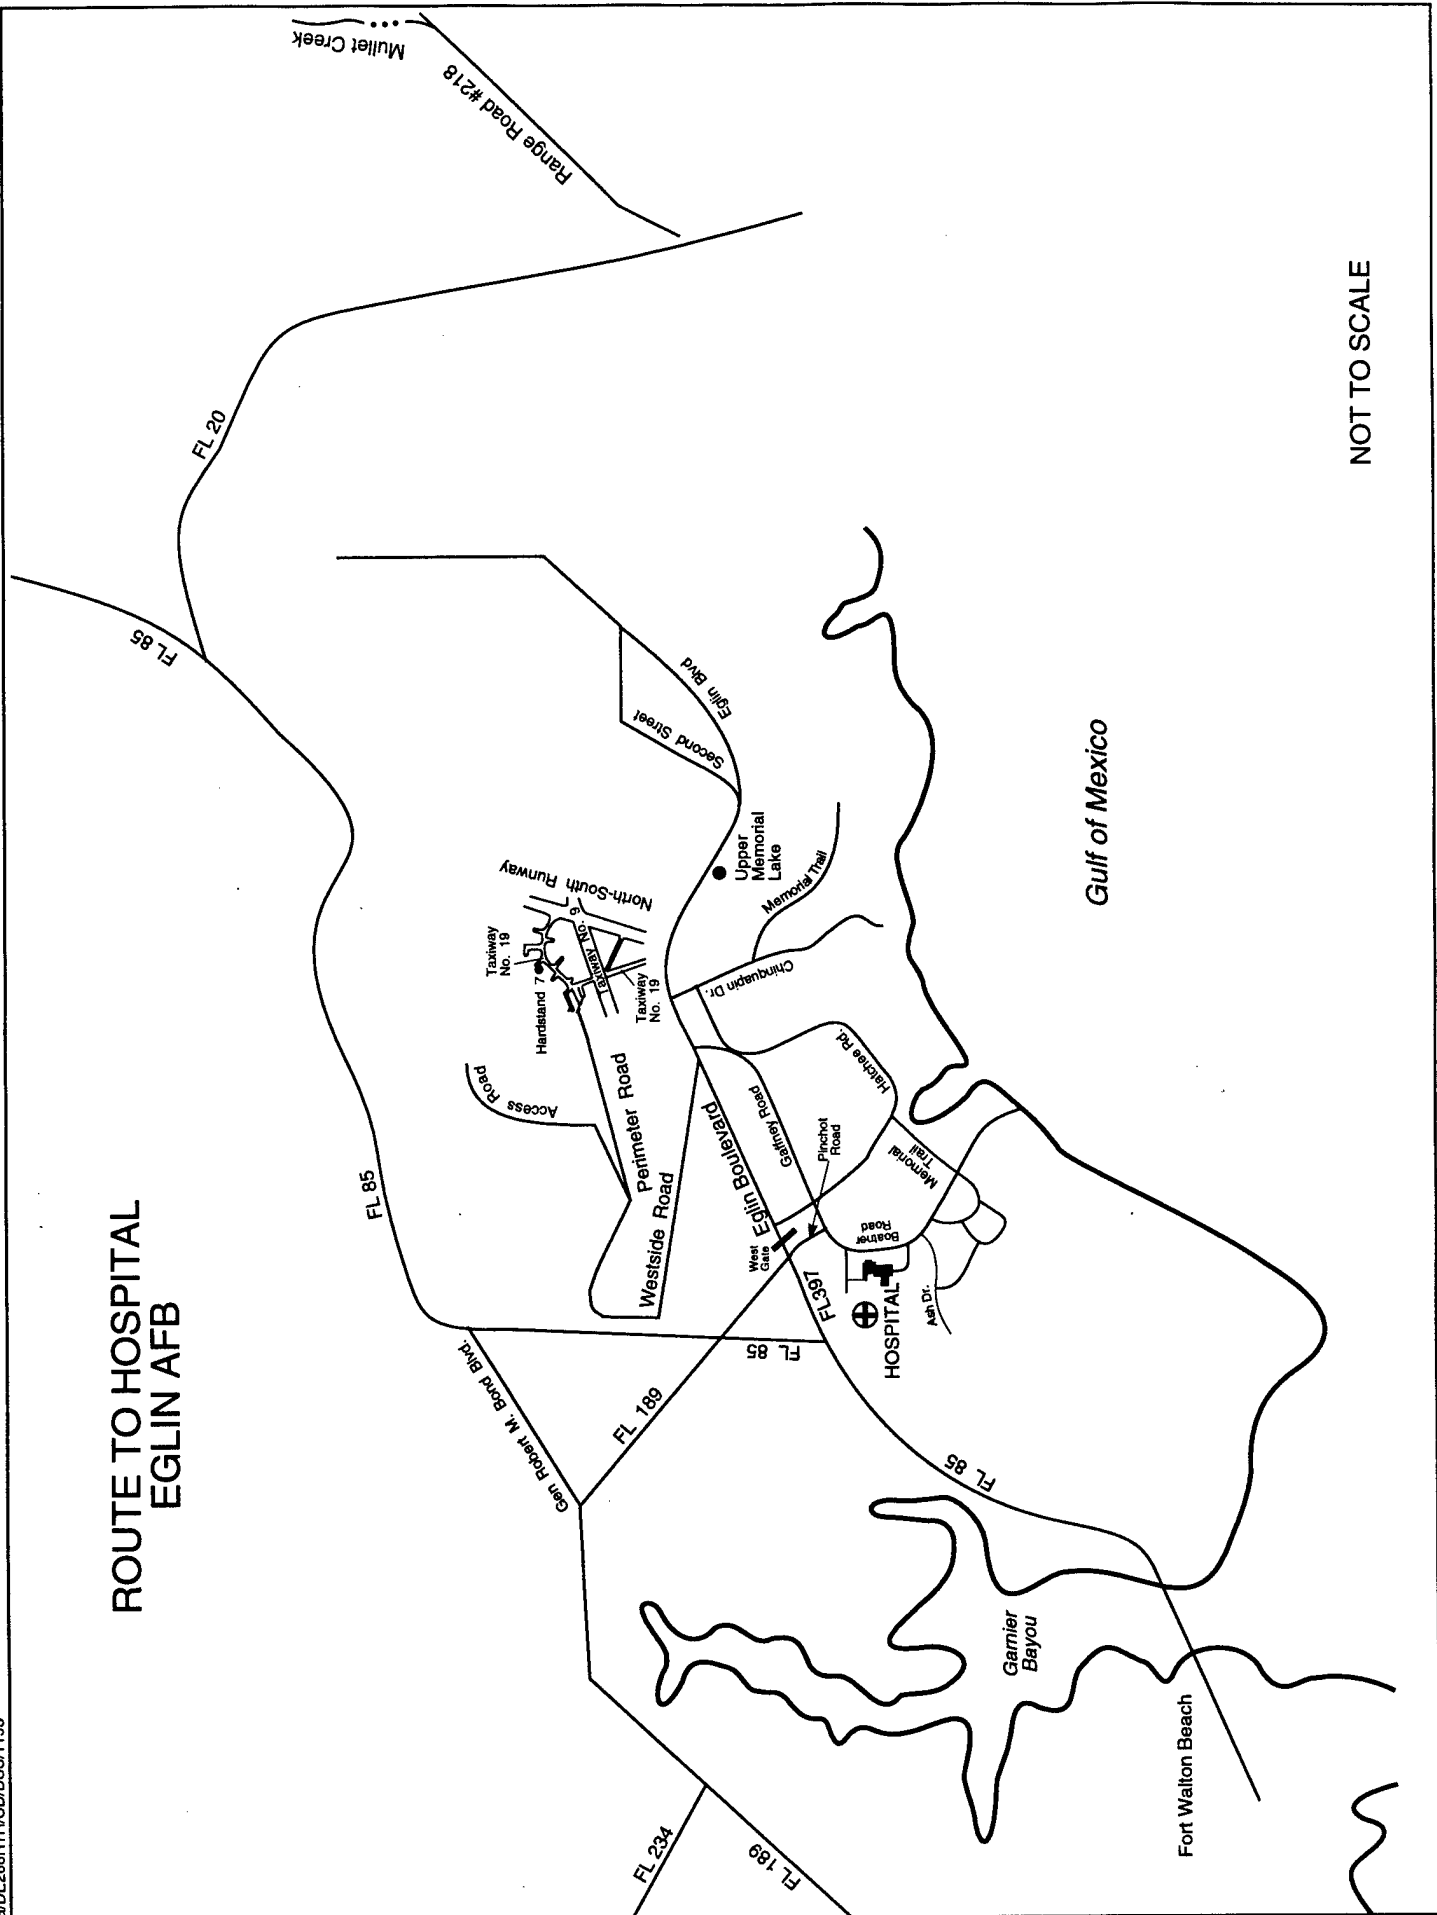 ROUTE TO HOSPITAL
EGLIN AFB
Mullet Creek
Range Road #218
FL 20
FL 85
FL 85
Eglin Blvd
Second Street
North-South Runway
Taxiway
No. 19
Hardstand 7
Taxiway No. 9
Taxiway
No. 19
Upper
Memorial
Lake
Memorial Trail
Chinquapin Dr.
Access Road
Perimeter Road
Westside Road
Eglin Boulevard
Gaffney Road
Hatchee Rd.
Pinchot
Road
Memorial
Trail
Boatner
Road
West
Gate
FL397
HOSPITAL
Ash Dr.
FL 85
Gen Robert M. Bond Blvd.
FL 189
FL 85
Garnier
Bayou
Fort Walton Beach
FL 234
FL 189
Gulf of Mexico
NOT TO SCALE